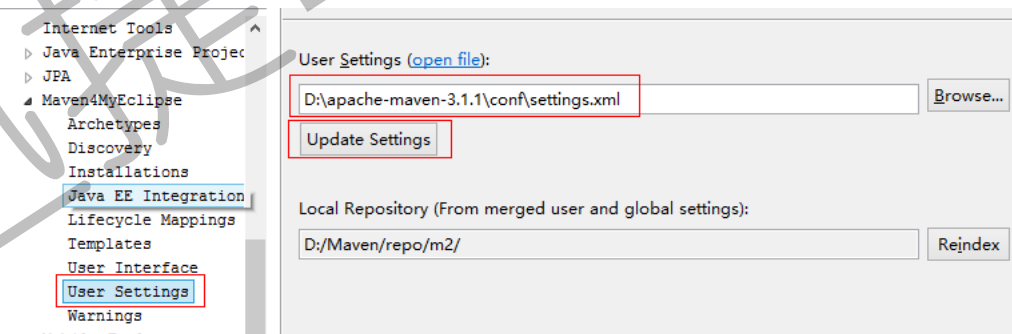 Internet Tools
Java Enterprise Projec
JPA
Maven4MyEclipse
Archetypes
Discovery
Installations
Java EE Integration
Lifecycle Mappings
Templates
User Interface
User Settings
Warnings
User Settings (open file):
D:\apache-maven-3.1.1\conf\settings.xml
Browse...
Update Settings
Local Repository (From merged user and global settings):
D:/Maven/repo/m2/
Reindex